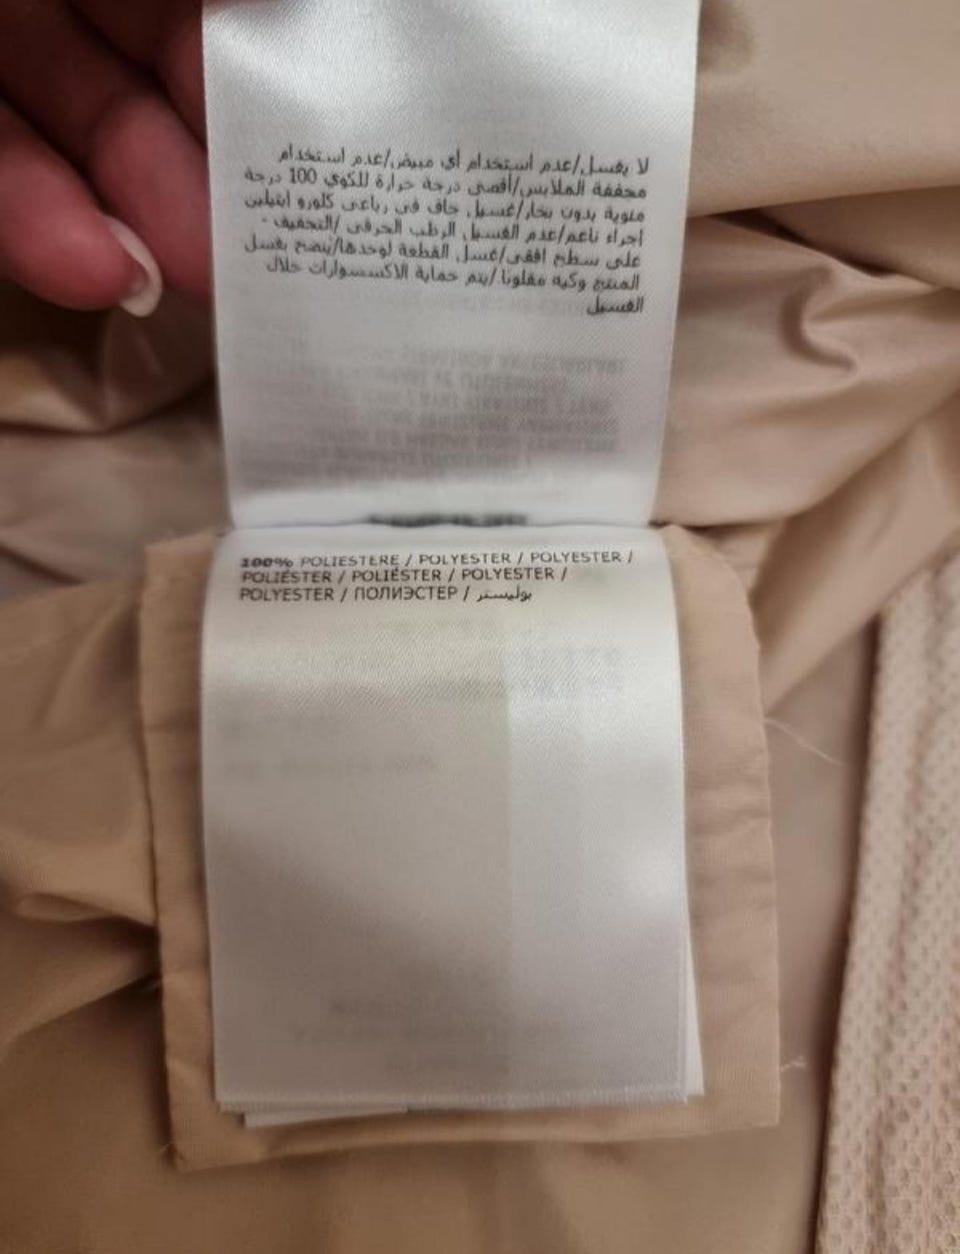 لا يغسل/عدم استخدام أي مبيض/عدم استخدام
مجففة الملابس/أقصى درجة حرارة للكوي 100 درجة
مئوية بدون بخار/غسيل جاف في رباعي كلورو ايثيلين
اجراء ناعم/عدم الغسيل الرطب الحرفي /التجفيف -
على سطح افقي/غسل القطعة لوحدها/ينصح بغسل
المنتج وكيه مقلوبا/يتم حماية الاكسسوارات خلال
الغسيل
100% POLIESTERE / POLYESTER / POLYESTER /
POLIÉSTER / POLIÉSTER / POLYESTER /
POLYESTER / ПОЛИЭСТЕР / بوليستر